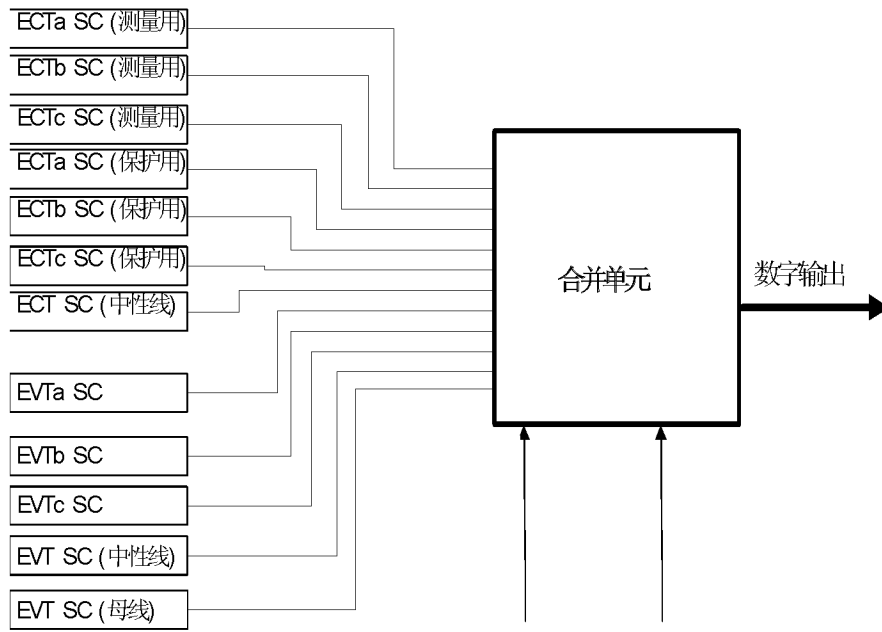 ECTa SC (测量用)
ECTb SC (测量用)
ECTc SC (测量用)
ECTa SC (保护用)
ECTb SC (保护用)
ECTc SC (保护用)
ECT SC (中性线)
EVTa SC
EVTb SC
EVTc SC
EVT SC (中性线)
EVT SC (母线)
合并单元
数字输出